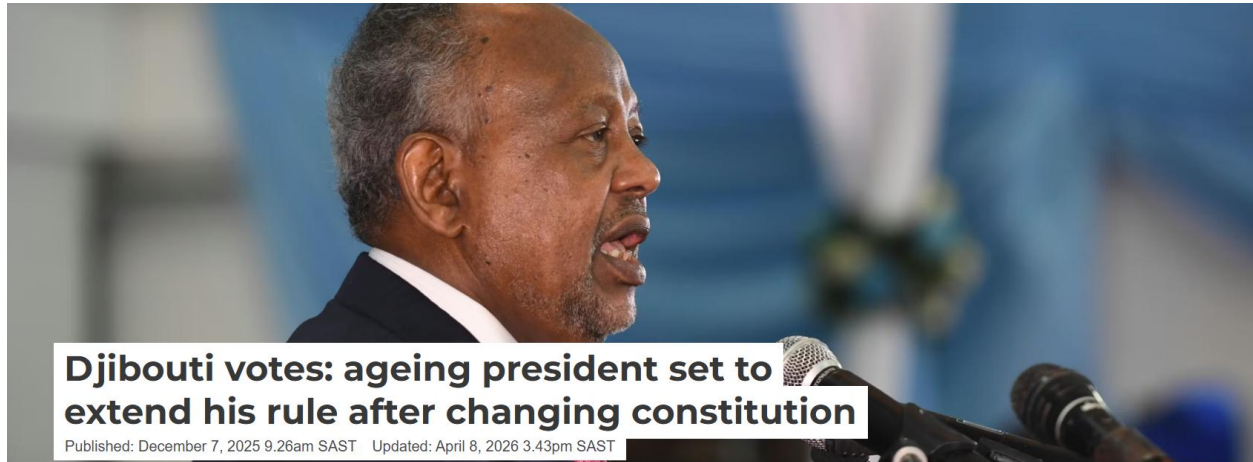 Djibouti votes: ageing president set to
extend his rule after changing constitution
Published: December 7, 2025 9.26am SAST Updated: April 8, 2026 3.43pm SAST